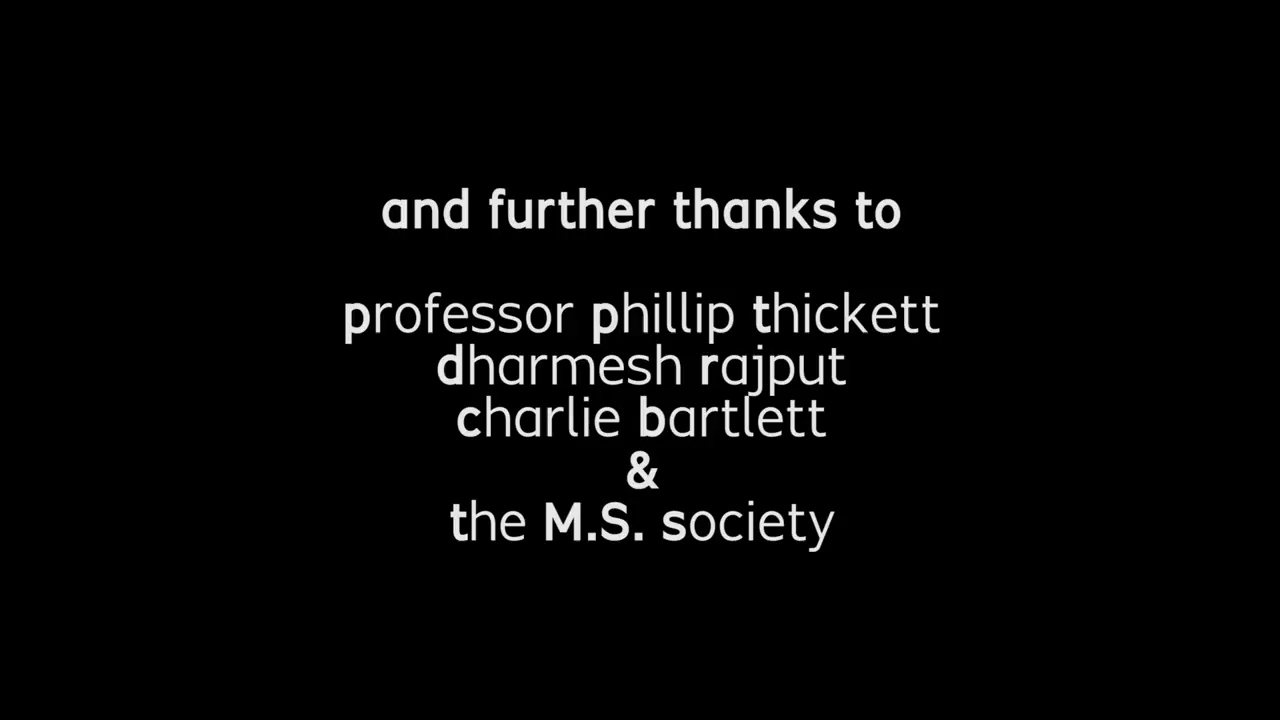 and further thanks to
professor phillip thickett
dharmesh rajput
charlie bartlett
&
the M.S. society